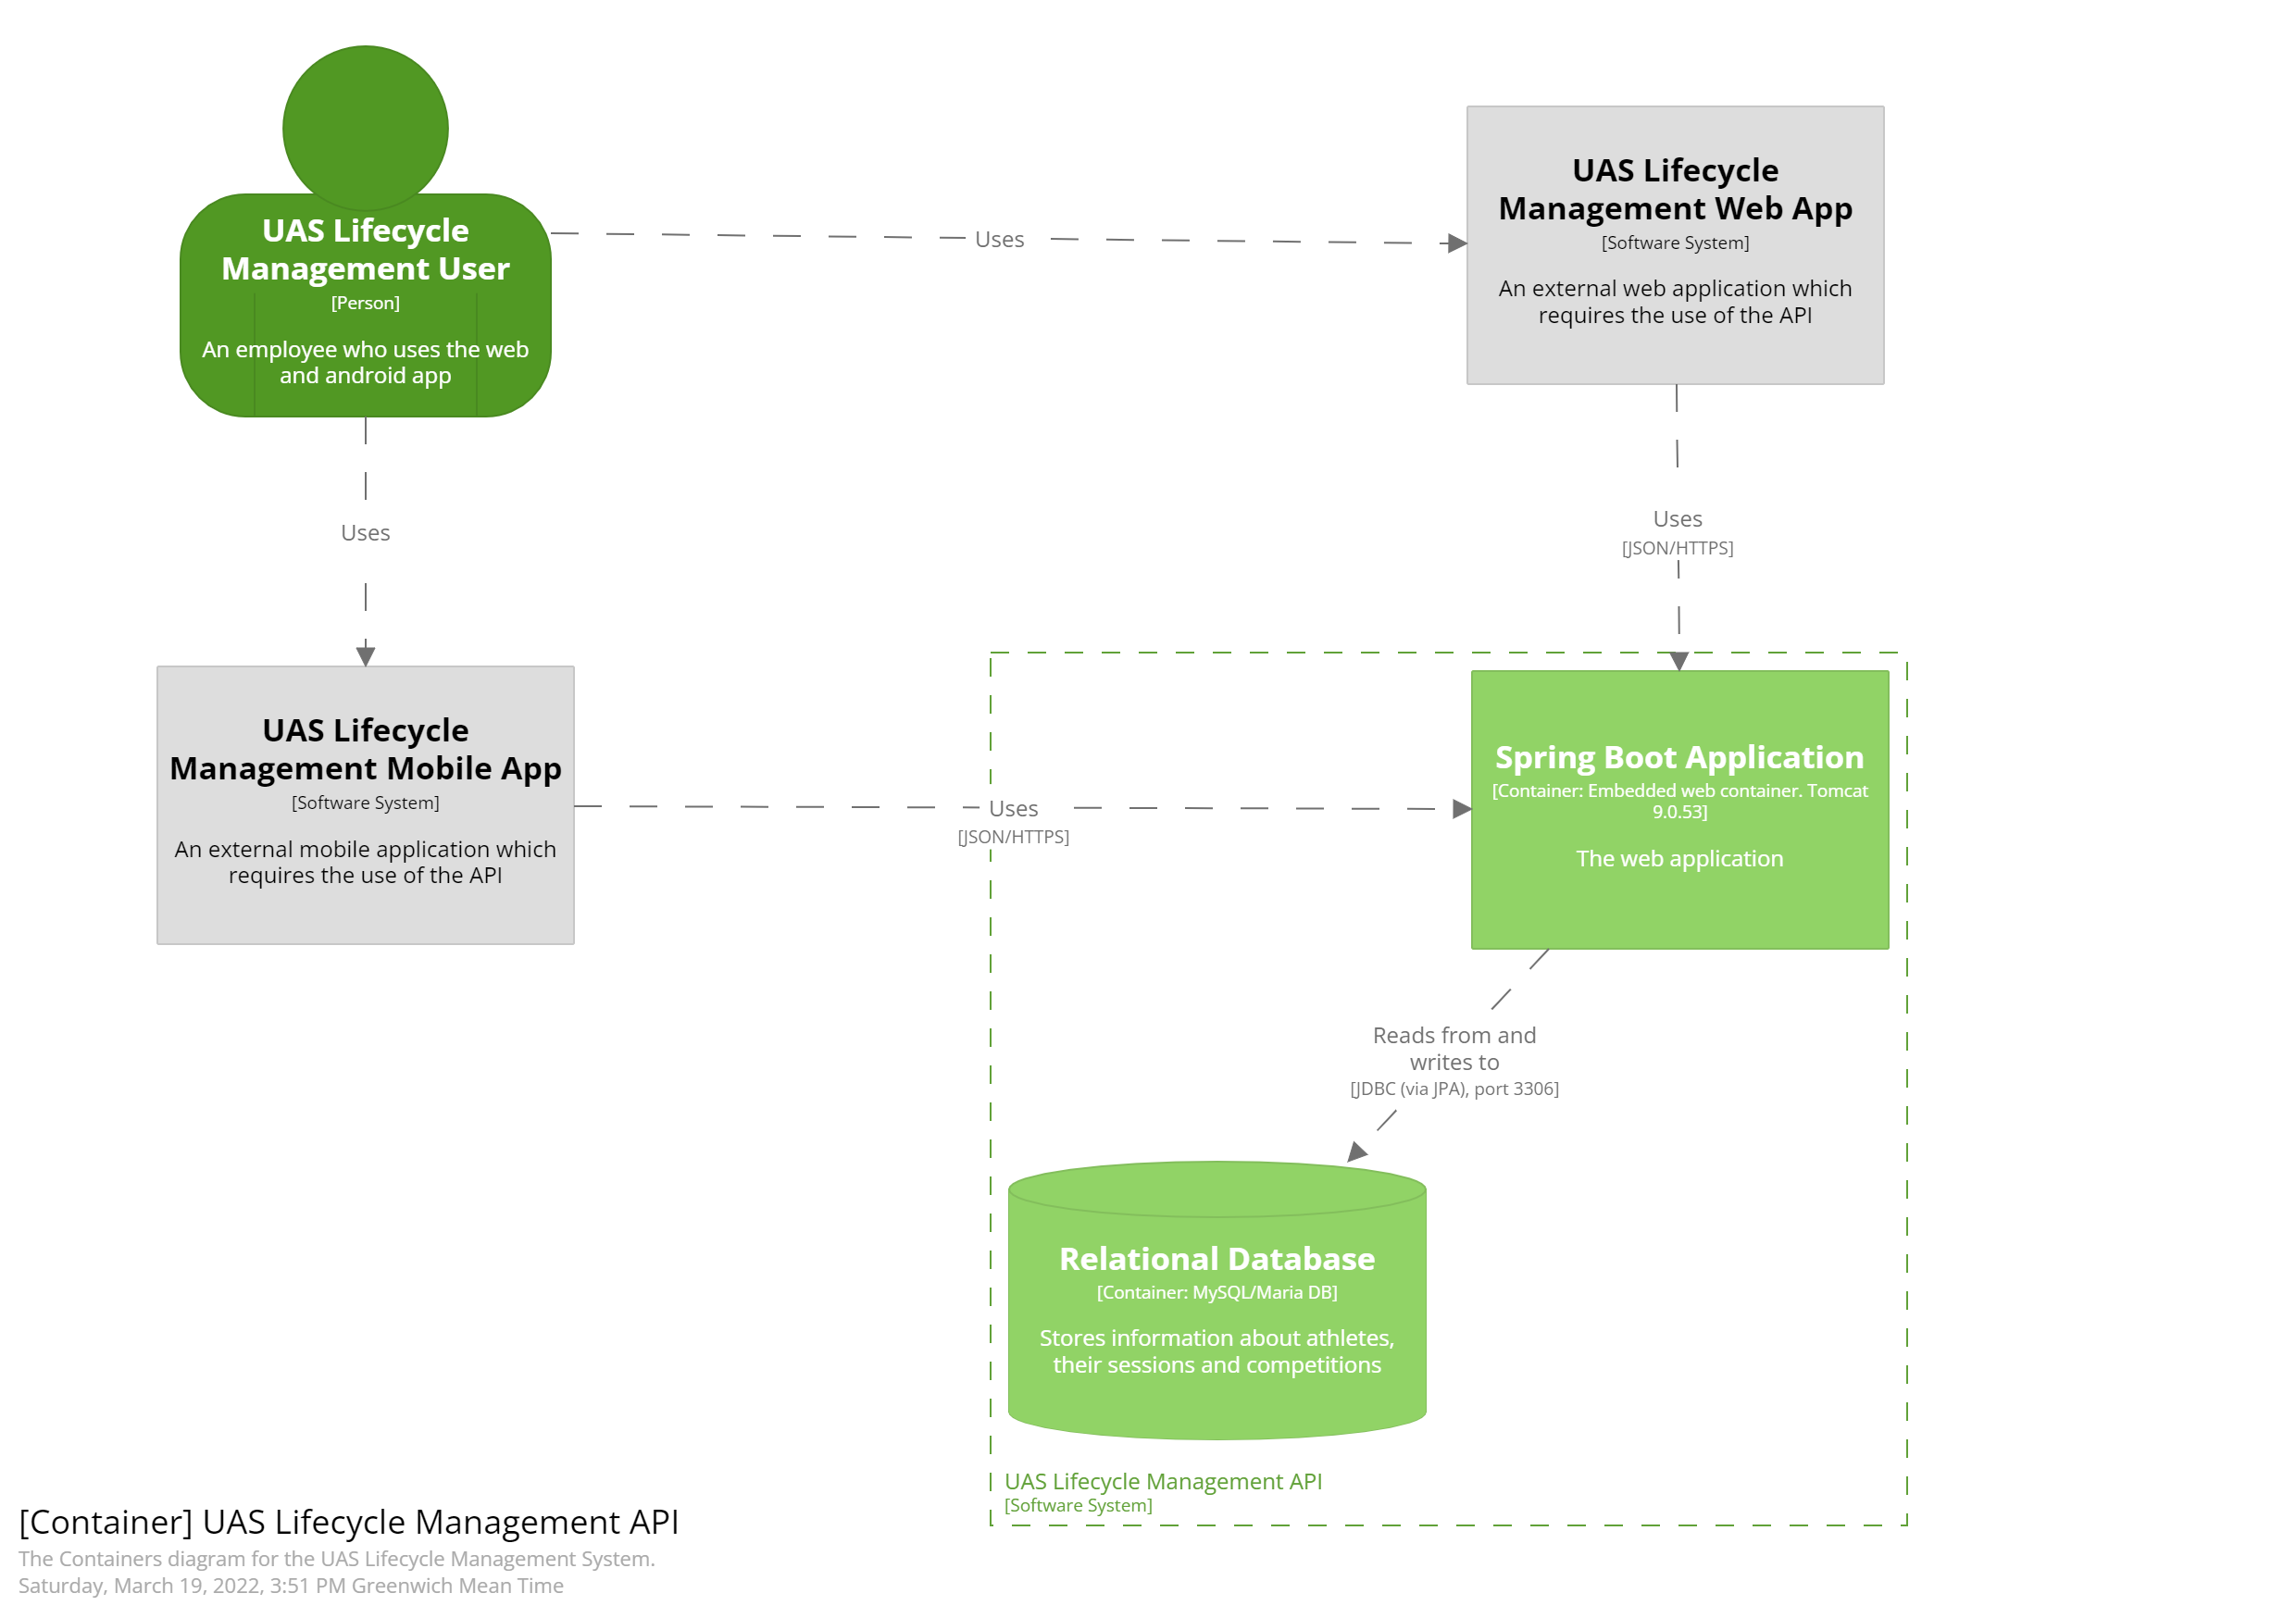 UAS Lifecycle
Management User
[Person]
An employee who uses the web
and android app
Uses
UAS Lifecycle
Management Web App
[Software System]
An external web application which
requires the use of the API
Uses
Uses
[JSON/HTTPS]
UAS Lifecycle
Management Mobile App
[Software System]
An external mobile application which
requires the use of the API
Uses
[JSON/HTTPS]
Spring Boot Application
[Container: Embedded web container. Tomcat
9.0.53]
The web application
Reads from and
writes to
[JDBC (via JPA), port 3306]
Relational Database
[Container: MySQL/Maria DB]
Stores information about athletes,
their sessions and competitions
UAS Lifecycle Management API
[Software System]
[Container] UAS Lifecycle Management API
The Containers diagram for the UAS Lifecycle Management System.
Saturday, March 19, 2022, 3:51 PM Greenwich Mean Time